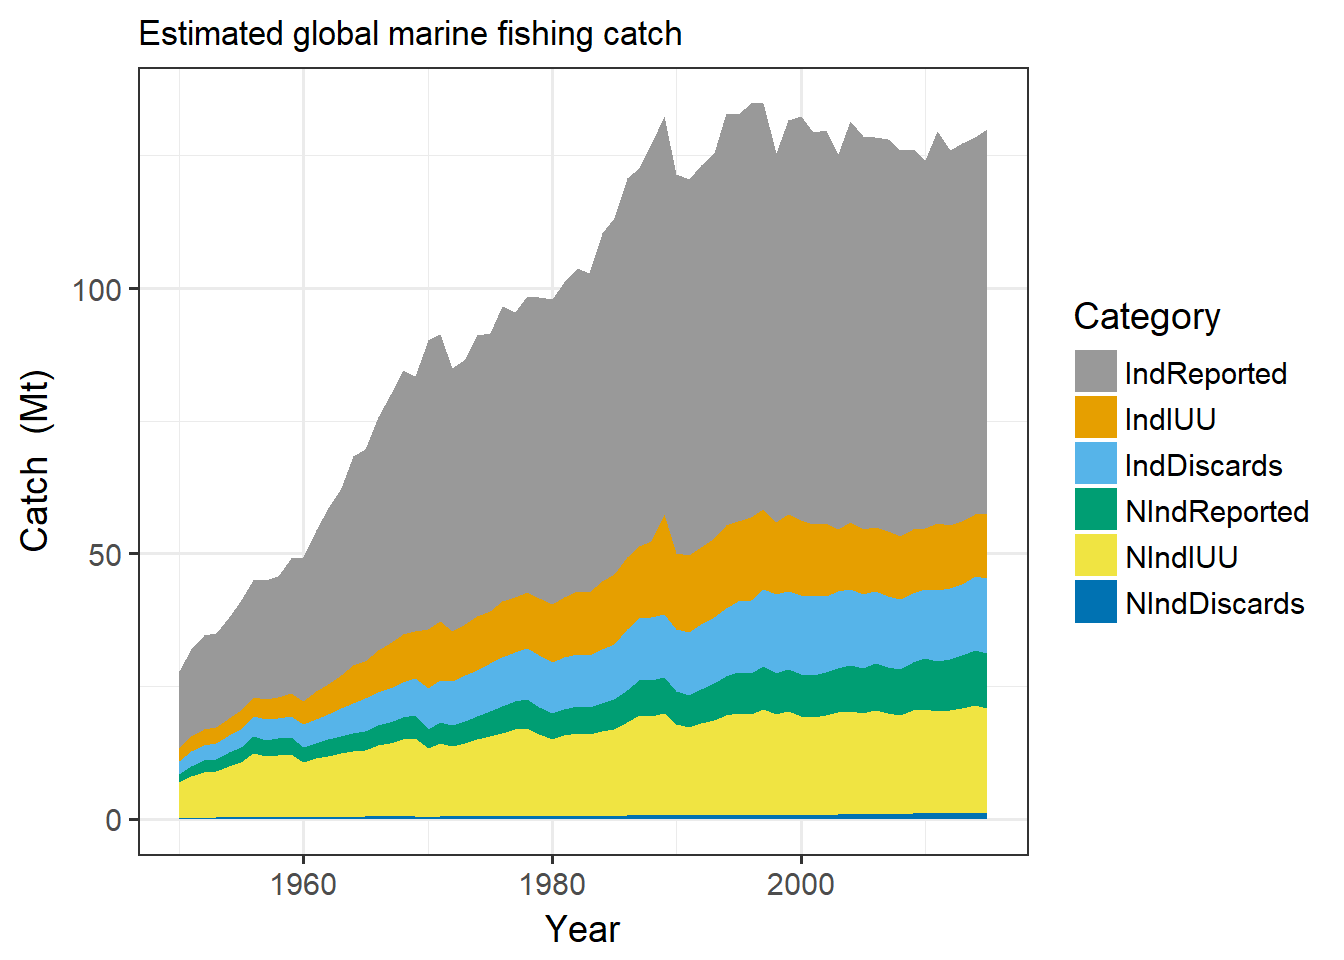 Estimated global marine fishing catch
Catch (Mt)
100
50
0
1960 1980 2000
Year
Category
IndReported
IndIUU
IndDiscards
NIndReported
NIndIUU
NIndDiscards